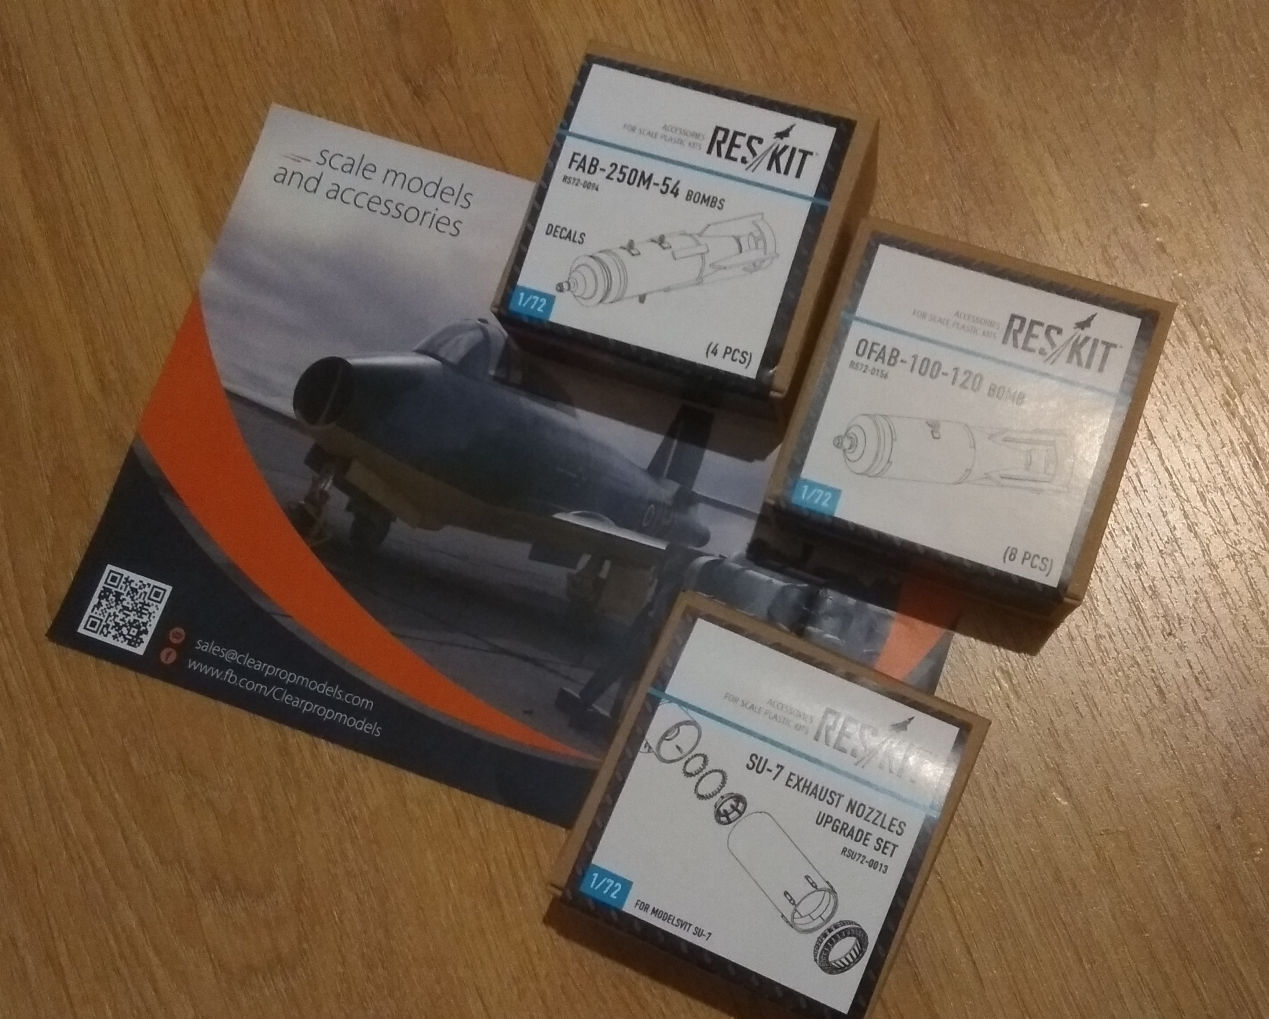 scale models
and accessories
sales@clearpropmodels.com
www.fb.com/Clearpropmodels
ACCESSORIES
FOR SCALE PLASTIC KITS
RESKIT
FAB-250M-54 BOMBS
RS72-0094
DECALS
1/72
(4 PCS)
ACCESSORIES
FOR SCALE PLASTIC KITS
RESKIT
OFAB-100-120 BOMB
RS72-0156
1/72
(8 PCS)
ACCESSORIES
FOR SCALE PLASTIC KITS
RESKIT
SU-7 EXHAUST NOZZLES
UPGRADE SET
RSU72-0013
1/72
FOR MODELSVIT SU-7